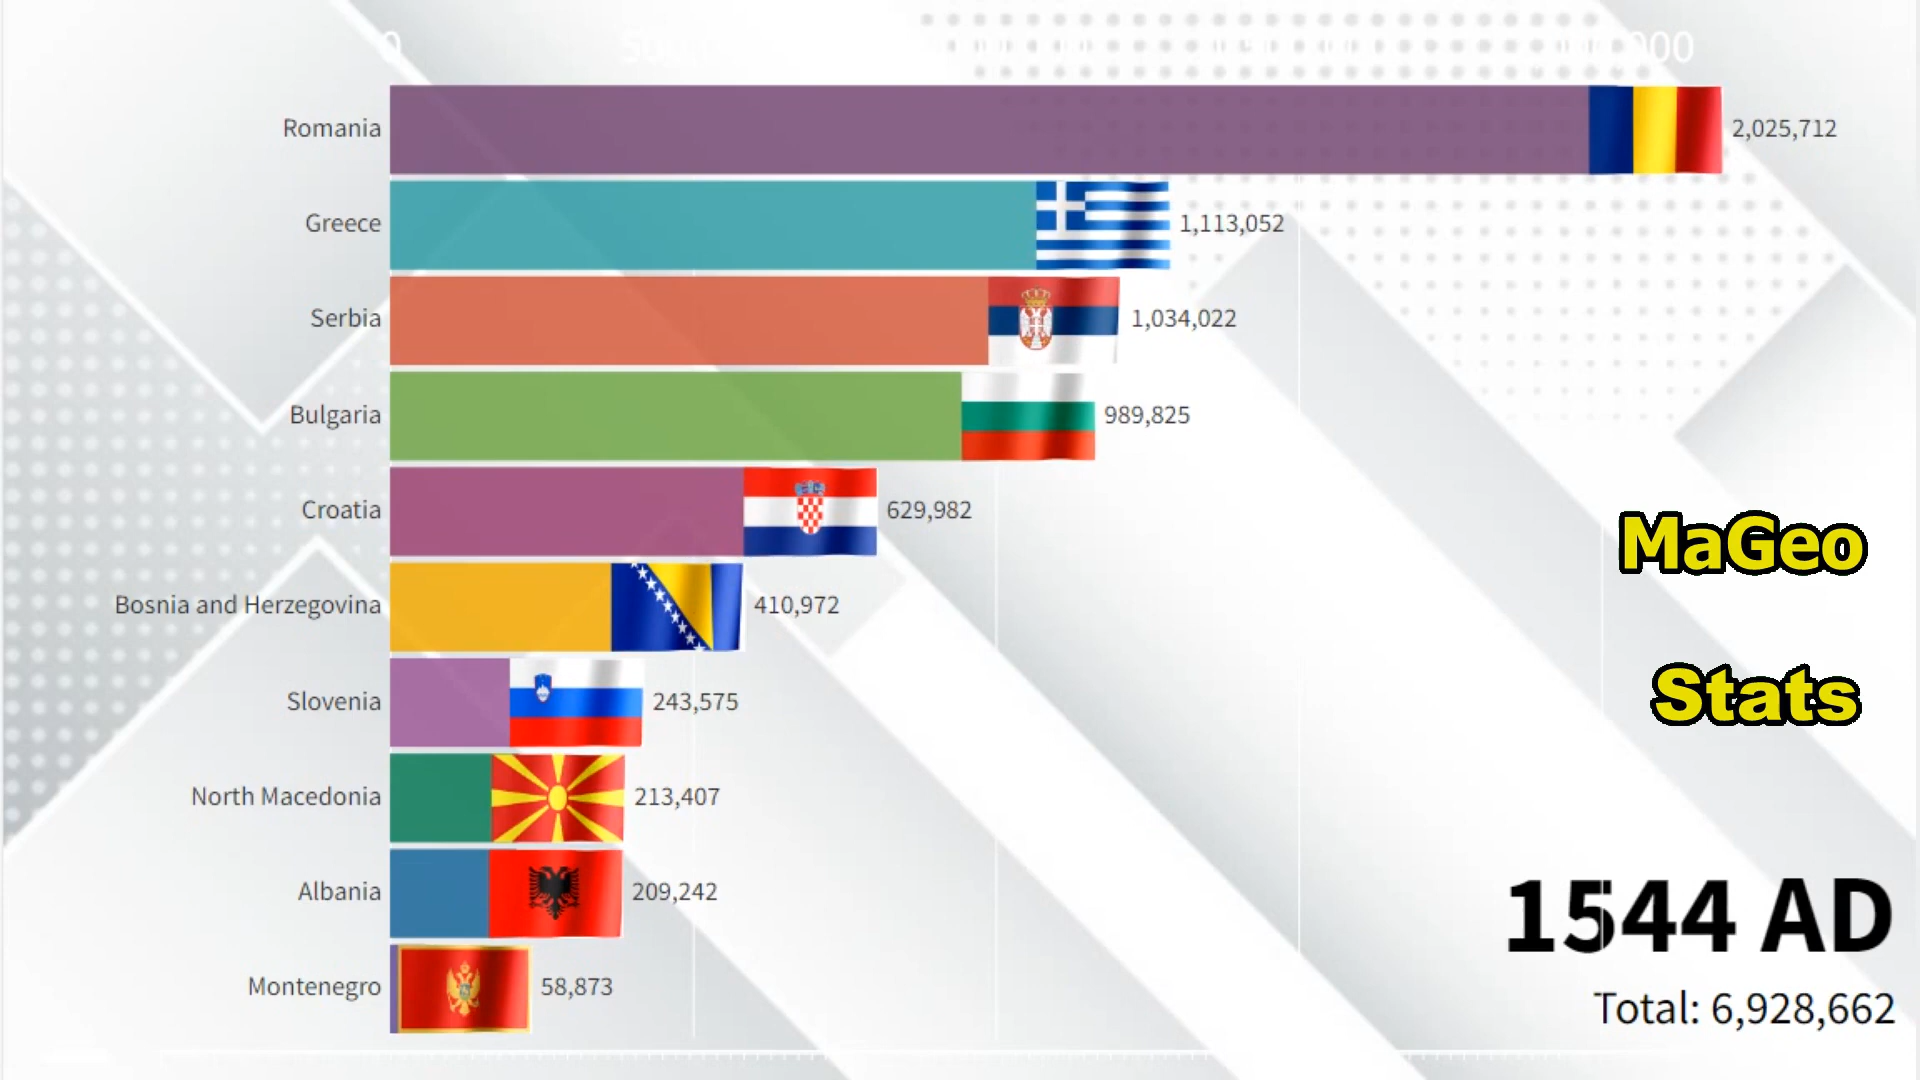 0
Romania 2,025,712
Greece 1,113,052
Serbia 1,034,022
Bulgaria 989,825
Croatia 629,982
Bosnia and Herzegovina 410,972
Slovenia 243,575
North Macedonia 213,407
Albania 209,242
Montenegro 58,873
MaGeo
Stats
1544 AD
Total: 6,928,662